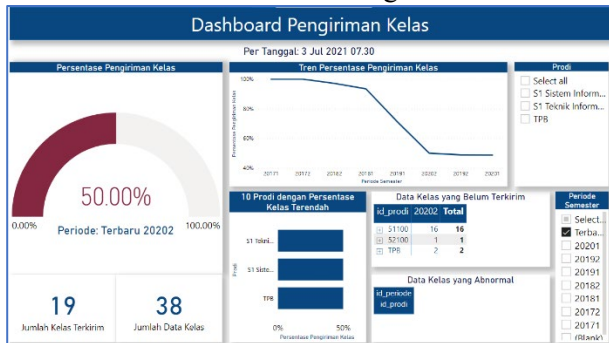 Dashboard Pengiriman Kelas
Per Tanggal: 3 Jul 2021 07.30
Persentase Pengiriman Kelas
50.00%
0.00%
100.00%
Periode: Terbaru 20202
19
Jumlah Kelas Terkirim
38
Jumlah Data Kelas
Tren Persentase Pengiriman Kelas
Persentase Pengiriman Kelas
100%
80%
60%
40%
20171 20172 20182 20181 20191 20202 20192 20201
Periode Semester
Prodi
Select all
S1 Sistem Inform...
S1 Teknik Inform...
TPB
10 Prodi dengan Persentase
Kelas Terendah
Prodi
S1 Tekni...
S1 Siste...
TPB
0% 50%
Persentase Pengiriman Kelas
Data Kelas yang Belum Terkirim
id_prodi 20202 Total
51100 16 16
52100 1 1
TPB 2 2
Data Kelas yang Abnormal
id_periode
id_prodi
Periode
Semester
Select...
Terba...
20201
20192
20191
20182
20181
20172
20171
(Blank)